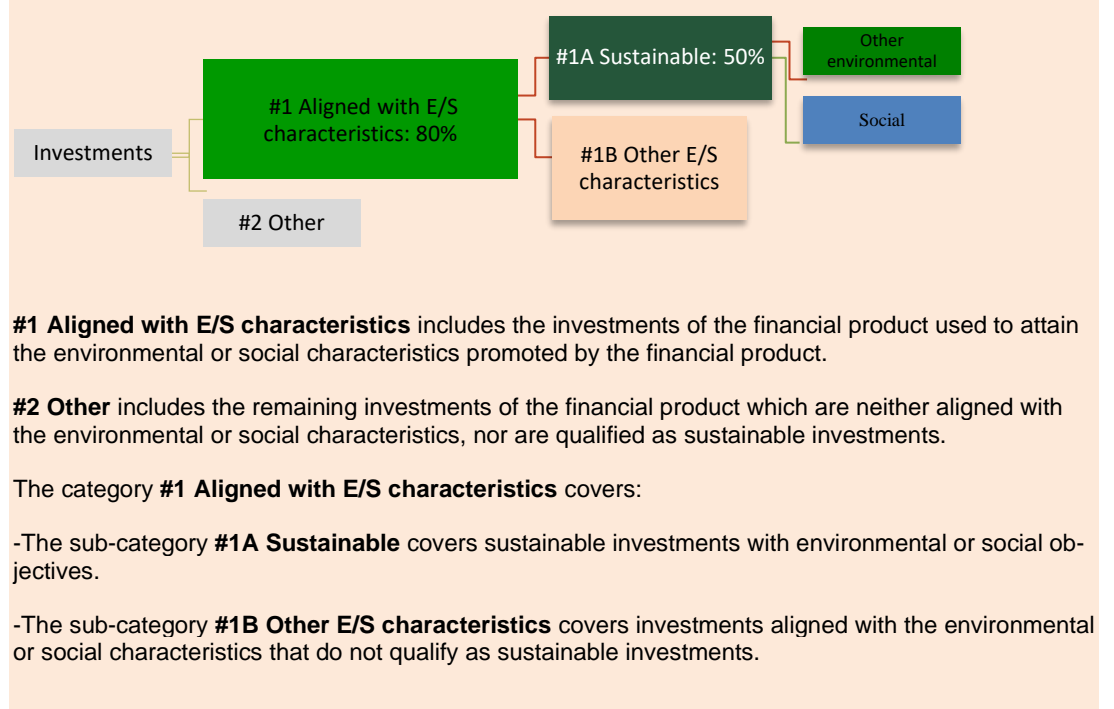 Investments
#1 Aligned with E/S
characteristics: 80%
#2 Other
#1A Sustainable: 50%
#1B Other E/S
characteristics
Other
environmental
Social
#1 Aligned with E/S characteristics includes the investments of the financial product used to attain
the environmental or social characteristics promoted by the financial product.
#2 Other includes the remaining investments of the financial product which are neither aligned with
the environmental or social characteristics, nor are qualified as sustainable investments.
The category #1 Aligned with E/S characteristics covers:
-The sub-category #1A Sustainable covers sustainable investments with environmental or social ob-
jectives.
-The sub-category #1B Other E/S characteristics covers investments aligned with the environmental
or social characteristics that do not qualify as sustainable investments.